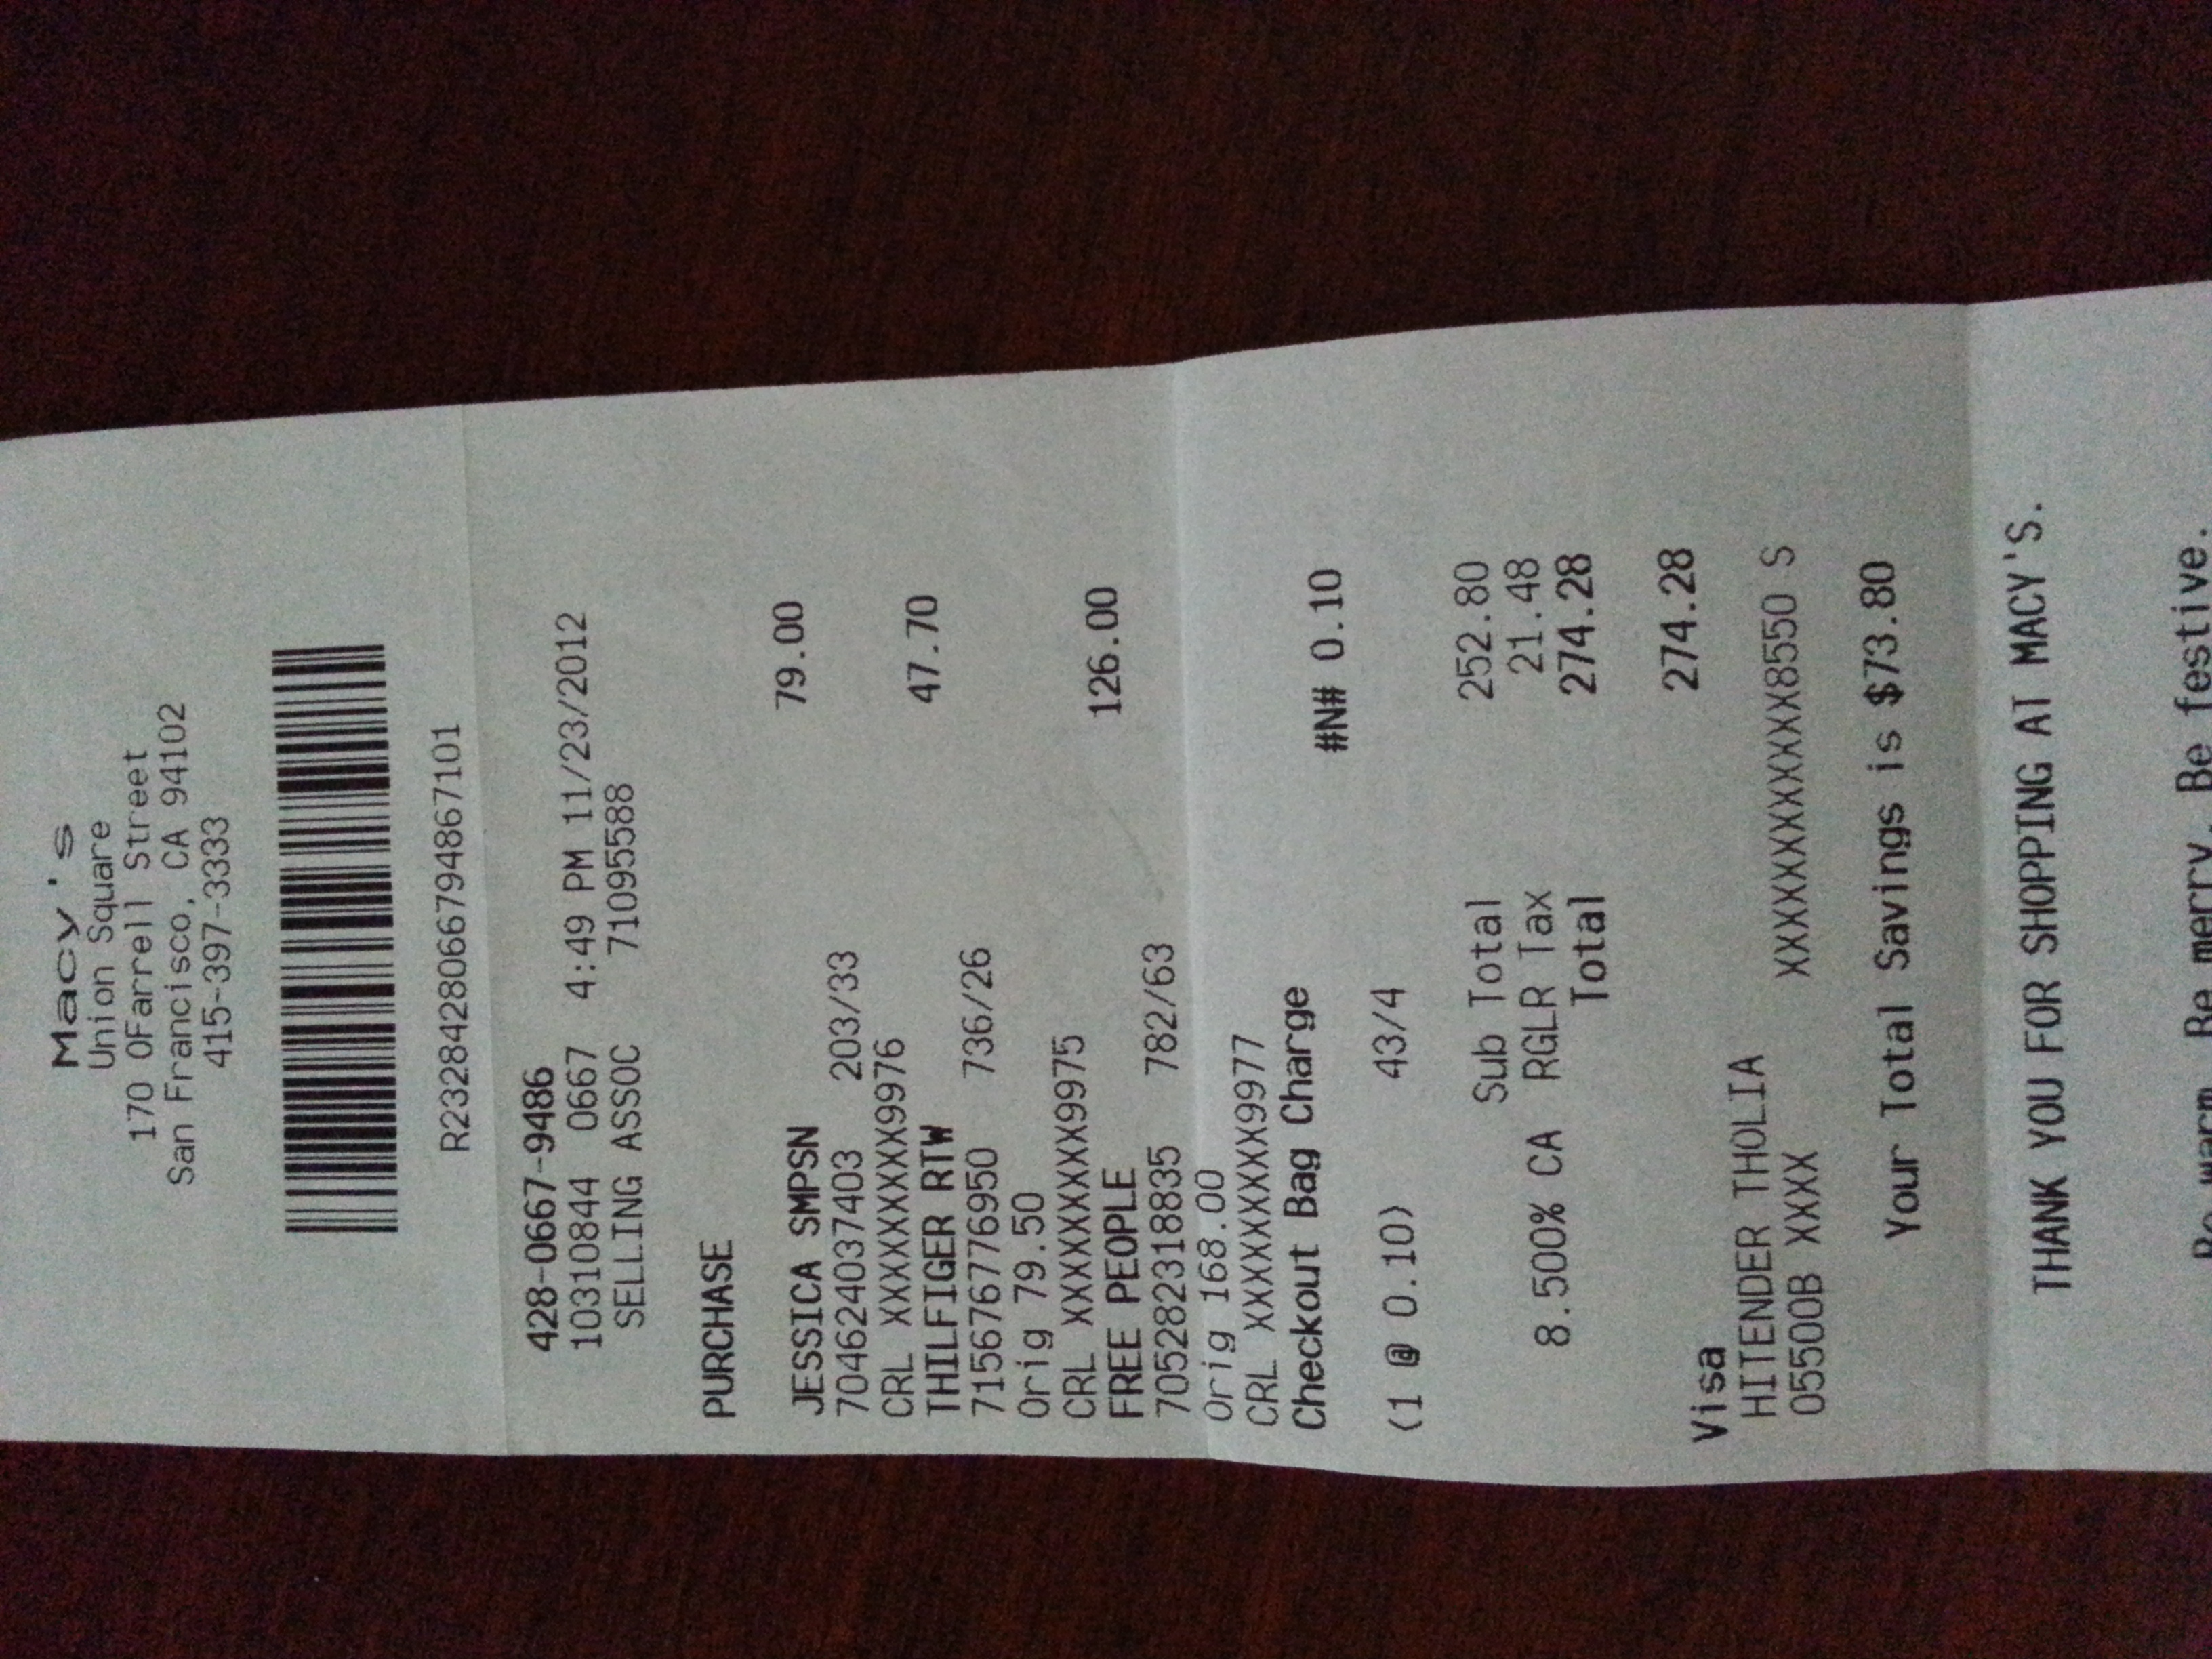 Macy's
Union Square
170 OFarrell Street
San Francisco, CA 94102
415-397-3333
R2328428066794867101
428-0667-9486
10310844 0667 4:49 PM 11/23/2012
SELLING ASSOC 71095588
PURCHASE
JESSICA SMPSN 79.00
704624037403 203/33
CRL XXXXXXXXX9976
THILFIGER RTW 47.70
715676776950 736/26
Orig 79.50
CRL XXXXXXXXX9975
FREE PEOPLE 126.00
705282318835 782/63
Orig 168.00
CRL XXXXXXXXX9977
Checkout Bag Charge
#N# 0.10
(1 @ 0.10) 43/4
Sub Total 252.80
8.500% CA RGLR Tax 21.48
Total 274.28
Visa 274.28
HITENDER THOLIA
05500B XXXX XXXXXXXXXXXX8550 S
Your Total Savings is $73.80
THANK YOU FOR SHOPPING AT MACY'S.
Be warm. Be merry. Be festive.